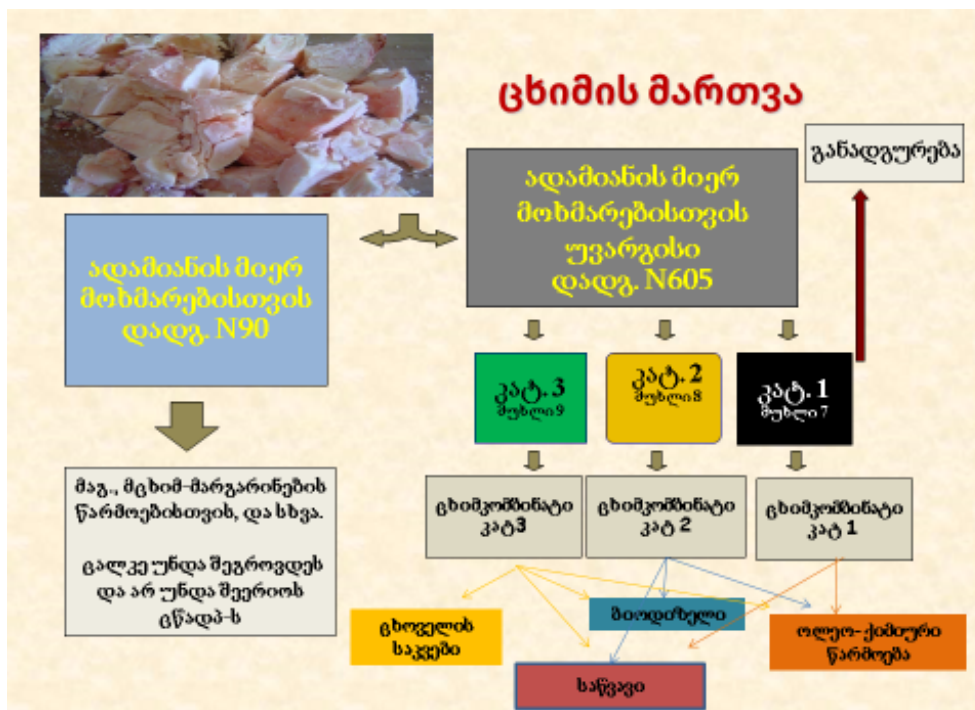 ცხიმის მართვა
განადგურება
ადამიანის მიერ
მოხმარებისთვის
უვარგისი
დადგ. N605
ადამიანის მიერ
მოხმარებისთვის
დადგ. N90
კატ. 3
მუხლი 9
კატ. 2
მუხლი 8
კატ. 1
მუხლი 7
მაგ., მცხიმ-მარგარინების
წარმოებისთვის, და სხვა.
ცალკე უნდა შეგროვდეს
და არ უნდა შეერიოს
ცწადპ-ს
ცხიმკომბინატი
კატ3
ცხიმკომბინატი
კატ 2
ცხიმკომბინატი
კატ 1
ცხოველის
საკვები
ბიოდიზელი
ოლეო-ქიმიური
წარმოება
საწვავი